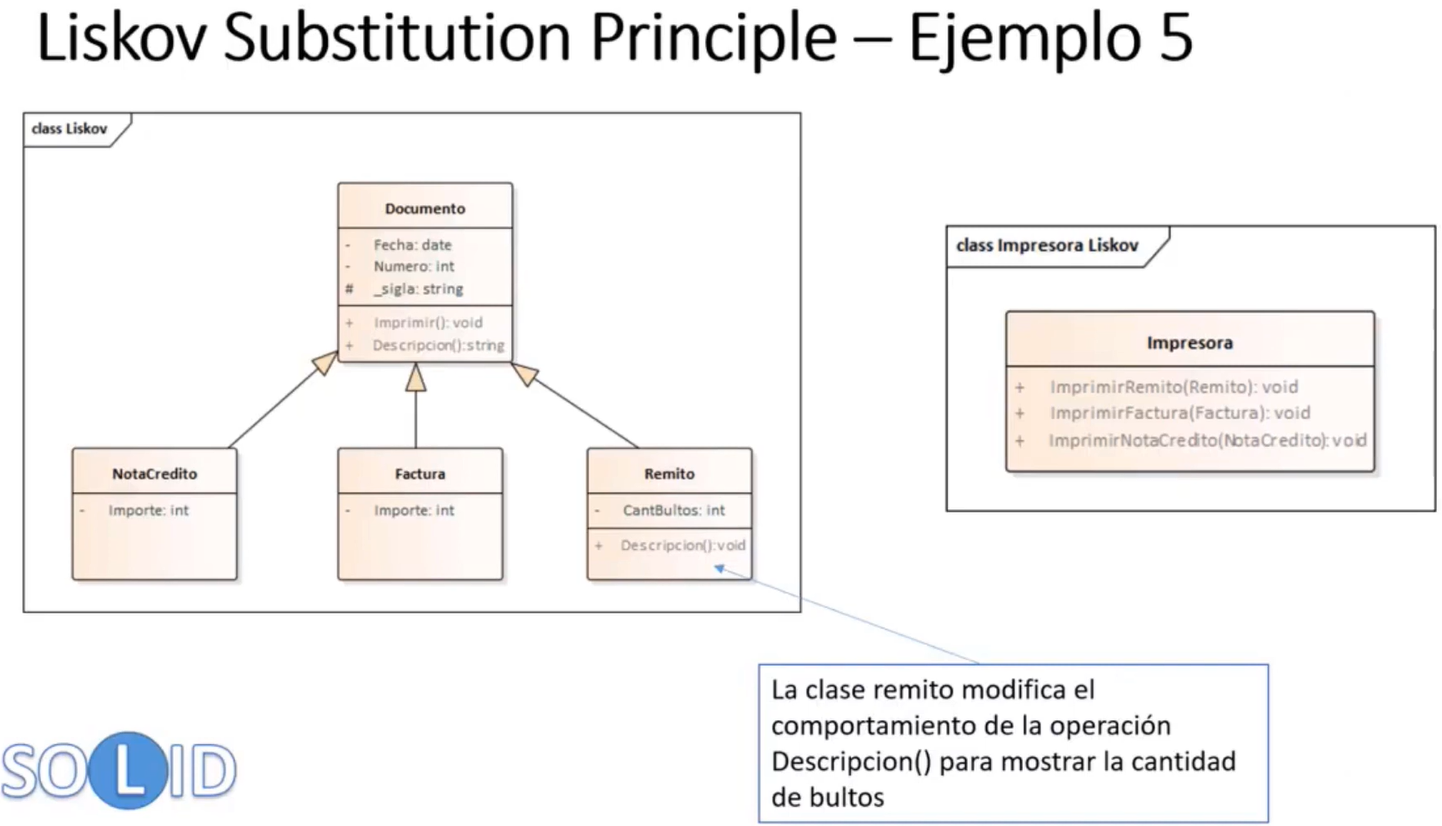 Liskov Substitution Principle – Ejemplo 5
class Liskov
Documento
- Fecha: date
- Numero: int
# _sigla: string
+ Imprimir(): void
+ Descripcion():string
NotaCredito
- Importe: int
Factura
- Importe: int
Remito
- CantBultos: int
+ Descripcion():void
class Impresora Liskov
Impresora
+ ImprimirRemito(Remito): void
+ ImprimirFactura(Factura): void
+ ImprimirNotaCredito(NotaCredito): void
La clase remito modifica el
comportamiento de la operación
Descripcion() para mostrar la cantidad
de bultos
SOLID